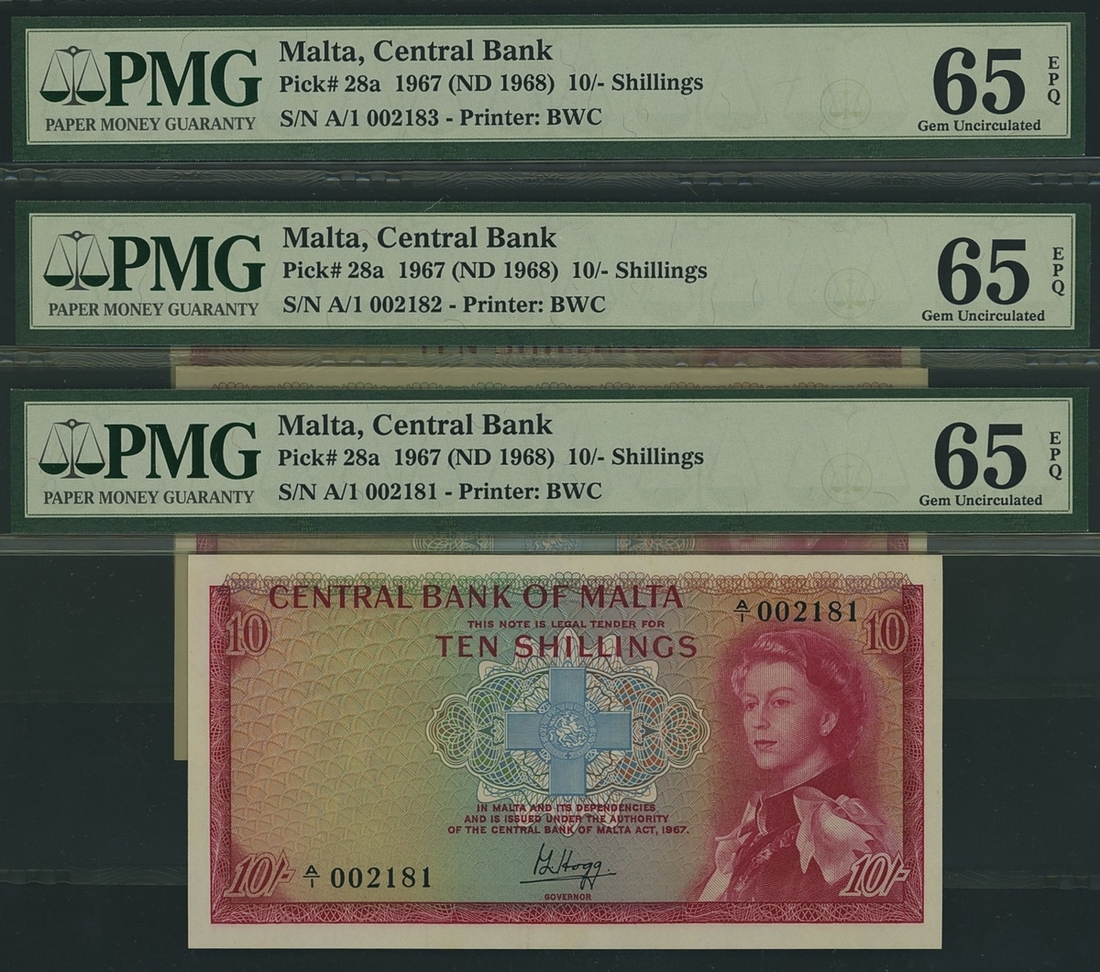 PMG
PAPER MONEY GUARANTY
Malta, Central Bank
Pick# 28a 1967 (ND 1968) 10/- Shillings
S/N A/1 002183 - Printer: BWC
65 EPQ
Gem Uncirculated
PMG
PAPER MONEY GUARANTY
Malta, Central Bank
Pick# 28a 1967 (ND 1968) 10/- Shillings
S/N A/1 002182 - Printer: BWC
65 EPQ
Gem Uncirculated
TEN SHILLINGS
PMG
PAPER MONEY GUARANTY
Malta, Central Bank
Pick# 28a 1967 (ND 1968) 10/- Shillings
S/N A/1 002181 - Printer: BWC
65 EPQ
Gem Uncirculated
CENTRAL BANK OF MALTA
A/1 002181
10
THIS NOTE IS LEGAL TENDER FOR
10
TEN SHILLINGS
IN MALTA AND ITS DEPENDENCIES
AND IS ISSUED UNDER THE AUTHORITY
OF THE CENTRAL BANK OF MALTA ACT, 1967.
10/-
A/1 002181
GOVERNOR
10/-